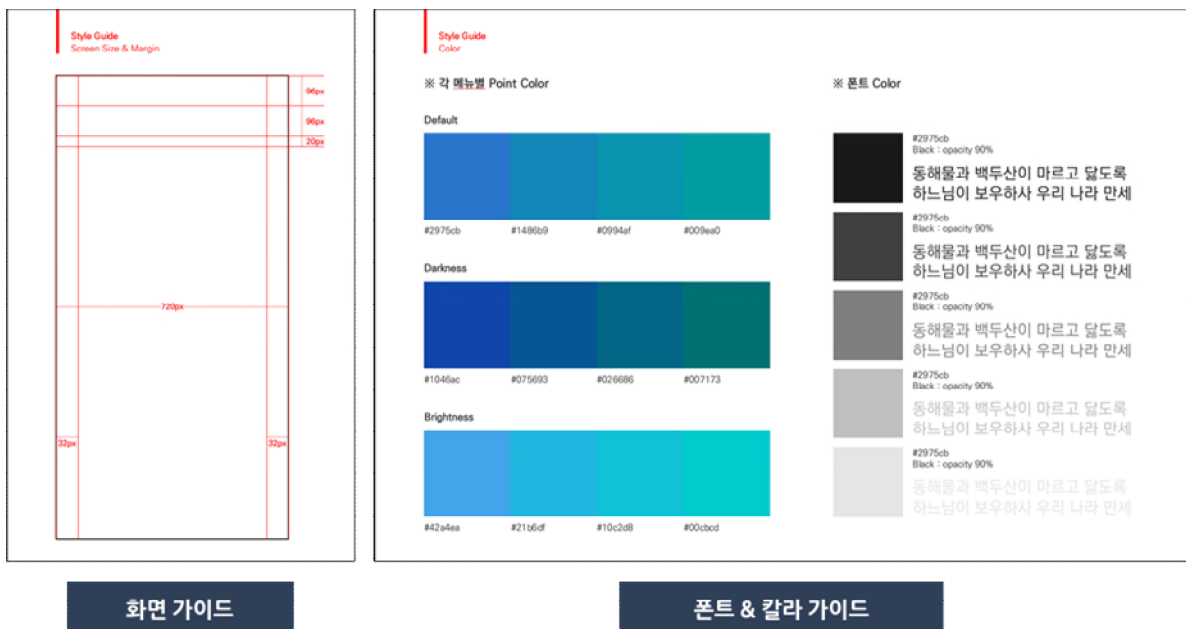 Style Guide
Screen Size & Margin
96px
96px
20px
720px
32px
32px
화면 가이드
Style Guide
Color
※ 각 메뉴별 Point Color
Default
#2975cb
#1486b9
#0994af
#009ea0
Darkness
#1046ac
#075693
#026686
#007173
Brightness
#42a4ea
#21b6df
#10c2d8
#00cbcd
※ 폰트 Color
#2975cb
Black : opacity 90%
동해물과 백두산이 마르고 닳도록
하느님이 보우하사 우리 나라 만세
#2975cb
Black : opacity 90%
동해물과 백두산이 마르고 닳도록
하느님이 보우하사 우리 나라 만세
#2975cb
Black : opacity 90%
동해물과 백두산이 마르고 닳도록
하느님이 보우하사 우리 나라 만세
#2975cb
Black : opacity 90%
동해물과 백두산이 마르고 닳도록
하느님이 보우하사 우리 나라 만세
#2975cb
Black : opacity 90%
동해물과 백두산이 마르고 닳도록
하느님이 보우하사 우리 나라 만세
폰트 & 칼라 가이드